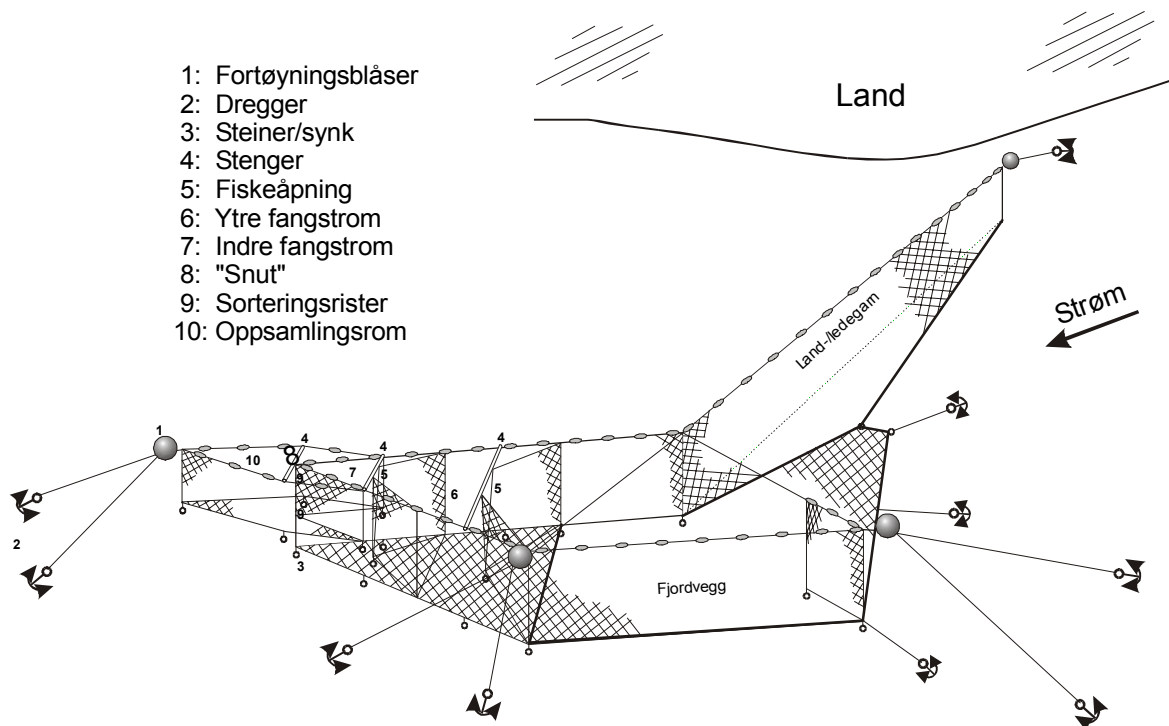 1: Fortøyningsblåser
2: Dregger
3: Steiner/synk
4: Stenger
5: Fiskeåpning
6: Ytre fangstrom
7: Indre fangstrom
8: "Snut"
9: Sorteringsrister
10: Oppsamlingsrom
Land
Strøm
Land-/ledegarn
1
4
4
4
10
9
7
5
6
5
9
2
3
Fjordvegg